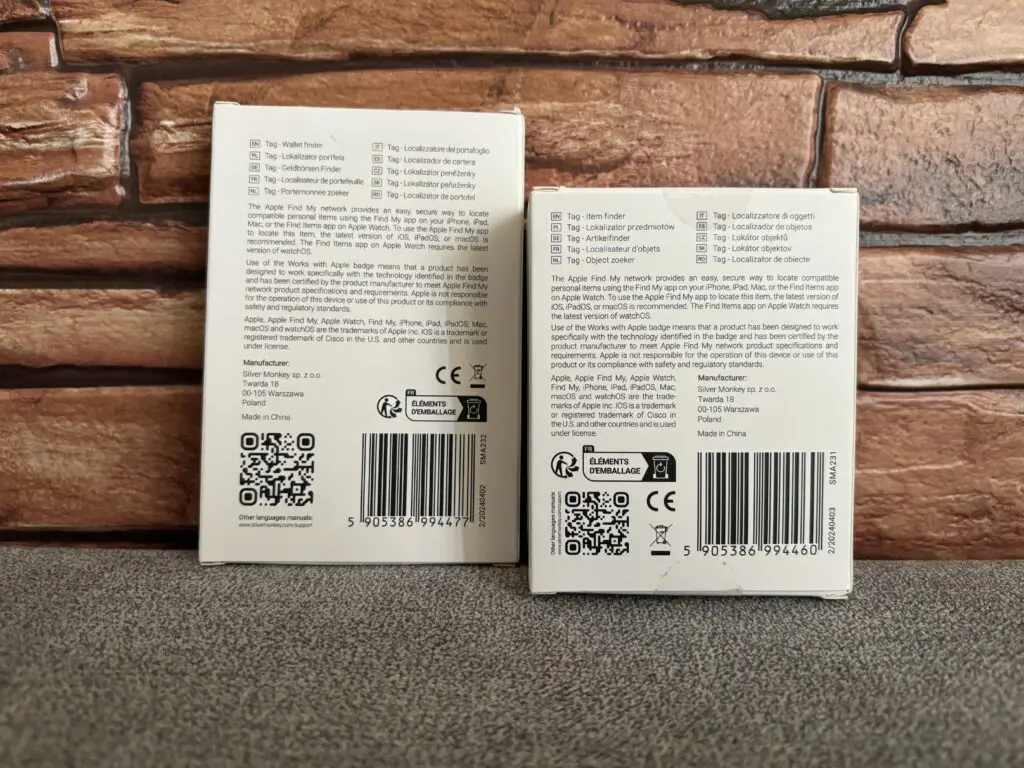 EN Tag - Wallet finder
PL Tag - Lokalizator portfela
DE Tag - Geldbörsen Finder
FR Tag - Localisateur de portefeuille
NL Tag - Portemonnee zoeker
IT Tag - Localizzatore del portafoglio
ES Tag - Localizador de cartera
CZ Tag - Lokalizátor peněženky
SK Tag - Lokalizátor peňaženky
RO Tag - Localizator de portofel
The Apple Find My network provides an easy, secure way to locate
compatible personal items using the Find My app on your iPhone, iPad,
Mac, or the Find Items app on Apple Watch. To use the Apple Find My app
to locate this item, the latest version of iOS, iPadOS, or macOS is
recommended. The Find Items app on Apple Watch requires the latest
version of watchOS.
Use of the Works with Apple badge means that a product has been
designed to work specifically with the technology identified in the badge
and has been certified by the product manufacturer to meet Apple Find My
network product specifications and requirements. Apple is not responsible
for the operation of this device or use of this product or its compliance with
safety and regulatory standards.
Apple, Apple Find My, Apple Watch, Find My, iPhone, iPad, iPadOS, Mac,
macOS and watchOS are the trademarks of Apple Inc. IOS is a trademark or
registered trademark of Cisco in the U.S. and other countries and is used
under license.
Manufacturer:
Silver Monkey sp. z o.o.
Twarda 18
00-105 Warszawa
Poland
Made in China
CE
FR
ÉLÉMENTS
D'EMBALLAGE
Other languages manuals:
www.silvermonkey.com/support
5 905386 994477
2/20240402 SMA232
EN Tag - Item finder
PL Tag - Lokalizator przedmiotów
DE Tag - Artikelfinder
FR Tag - Localisateur d'objets
NL Tag - Object zoeker
IT Tag - Localizzatore di oggetti
ES Tag - Localizador de objetos
CZ Tag - Lokátor objektů
SK Tag - Lokátor objektov
RO Tag - Localizator de obiecte
The Apple Find My network provides an easy, secure way to locate compatible
personal items using the Find My app on your iPhone, iPad, Mac, or the Find Items app
on Apple Watch. To use the Apple Find My app to locate this item, the latest version of
iOS, iPadOS, or macOS is recommended. The Find Items app on Apple Watch requires
the latest version of watchOS.
Use of the Works with Apple badge means that a product has been designed to work
specifically with the technology identified in the badge and has been certified by the
product manufacturer to meet Apple Find My network product specifications and
requirements. Apple is not responsible for the operation of this device or use of this
product or its compliance with safety and regulatory standards.
Apple, Apple Find My, Apple Watch,
Find My, iPhone, iPad, iPadOS, Mac,
macOS and watchOS are the trade-
marks of Apple Inc. IOS is a trademark
or registered trademark of Cisco in
the U.S. and other countries and is used
under license.
Manufacturer:
Silver Monkey sp. z o.o.
Twarda 18
00-105 Warszawa
Poland
Made in China
FR
ÉLÉMENTS
D'EMBALLAGE
CE
Other languages manuals:
5 905386 994460
2/20240403 SMA231